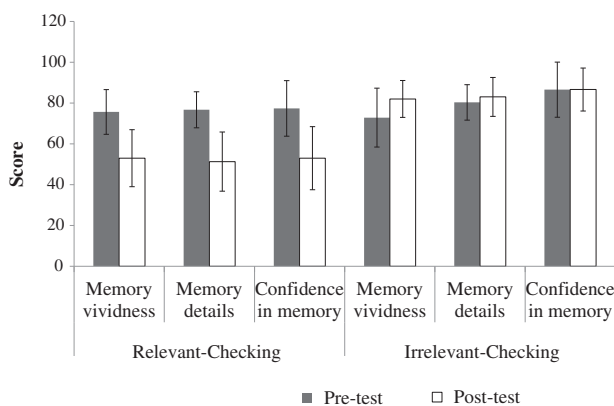 120
100
80
60
40
20
0
Score
Memory vividness
Memory details
Confidence in memory
Memory vividness
Memory details
Confidence in memory
Relevant-Checking
Irrelevant-Checking
Pre-test
Post-test